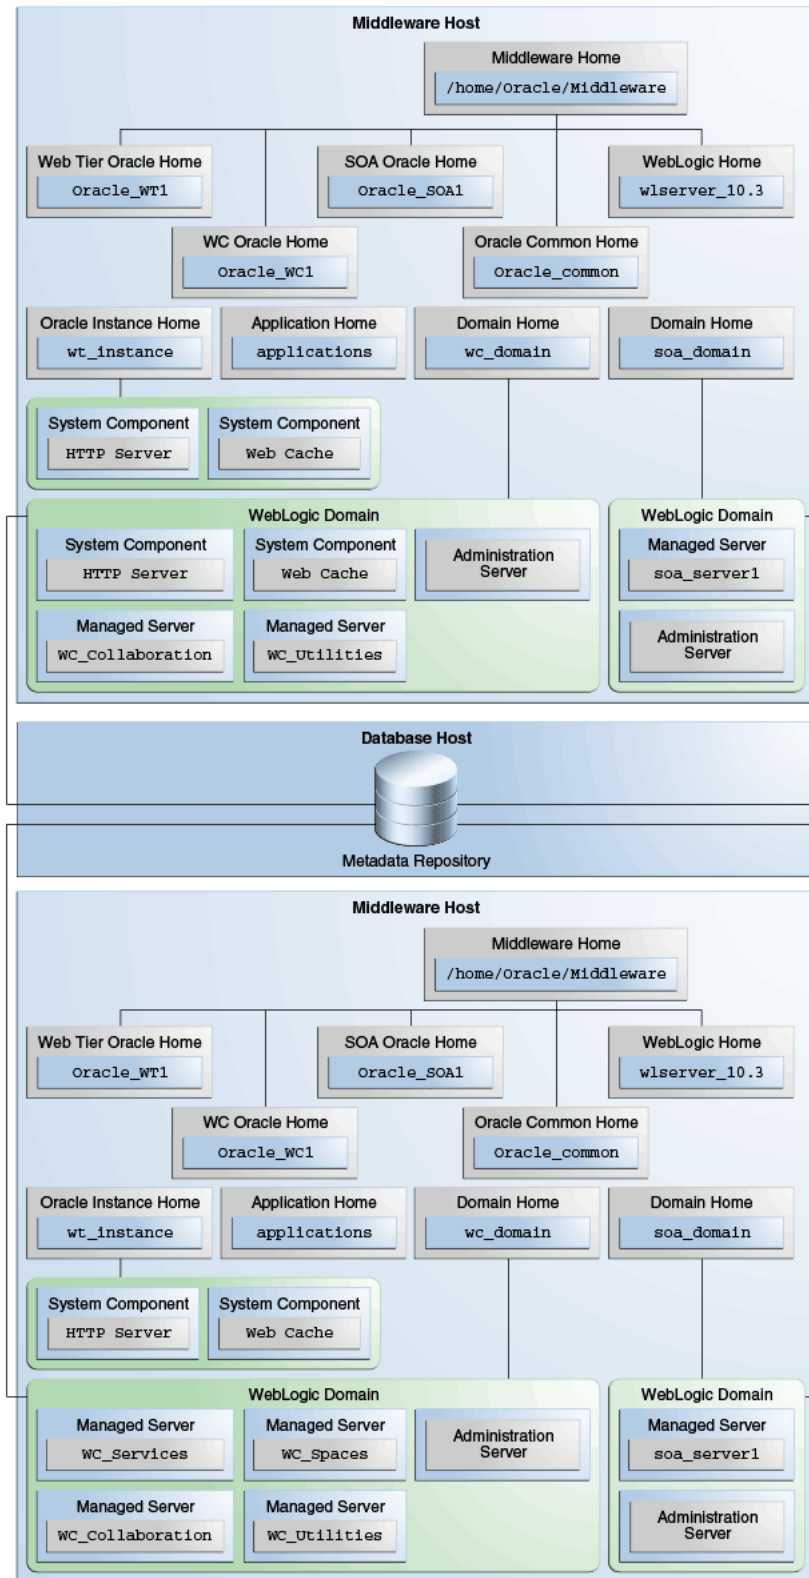 Middleware Host
Middleware Home
/home/Oracle/Middleware
Web Tier Oracle Home
Oracle_WT1
SOA Oracle Home
Oracle_SOA1
WebLogic Home
wlserver_10.3
WC Oracle Home
Oracle_WC1
Oracle Common Home
Oracle_common
Oracle Instance Home
wt_instance
Application Home
applications
Domain Home
wc_domain
Domain Home
soa_domain
System Component
HTTP Server
System Component
Web Cache
WebLogic Domain
System Component
HTTP Server
System Component
Web Cache
Administration
Server
Managed Server
WC_Collaboration
Managed Server
WC_Utilities
WebLogic Domain
Managed Server
soa_server1
Administration
Server
Database Host
Metadata Repository
Middleware Host
Middleware Home
/home/Oracle/Middleware
Web Tier Oracle Home
Oracle_WT1
SOA Oracle Home
Oracle_SOA1
WebLogic Home
wlserver_10.3
WC Oracle Home
Oracle_WC1
Oracle Common Home
Oracle_common
Oracle Instance Home
wt_instance
Application Home
applications
Domain Home
wc_domain
Domain Home
soa_domain
System Component
HTTP Server
System Component
Web Cache
WebLogic Domain
Managed Server
WC_Services
Managed Server
WC_Spaces
Administration
Server
Managed Server
WC_Collaboration
Managed Server
WC_Utilities
WebLogic Domain
Managed Server
soa_server1
Administration
Server